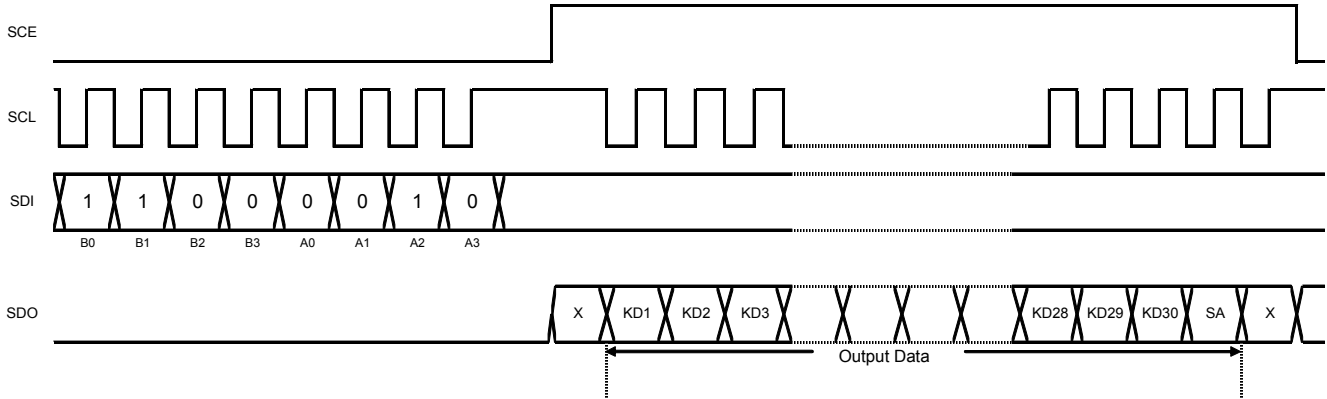 SCE
SCL
SDI 1 1 0 0 0 0 1 0
B0 B1 B2 B3 A0 A1 A2 A3
SDO X KD1 KD2 KD3 KD28 KD29 KD30 SA X
Output Data